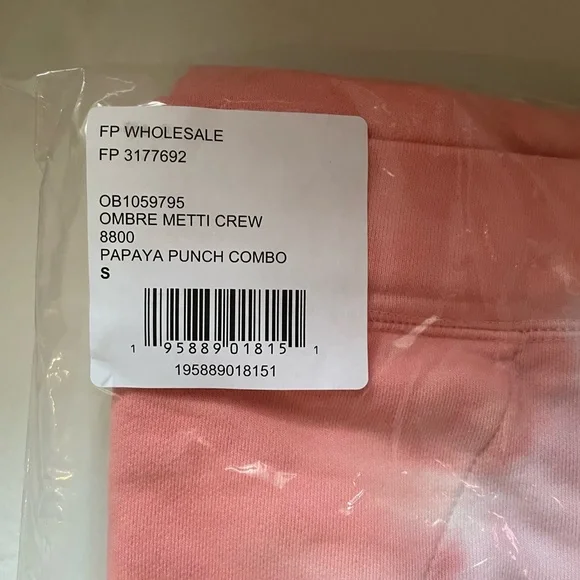 FP WHOLESALE
FP 3177692
OB1059795
OMBRE METTI CREW
8800
PAPAYA PUNCH COMBO
S
1 95889 01815 1
195889018151